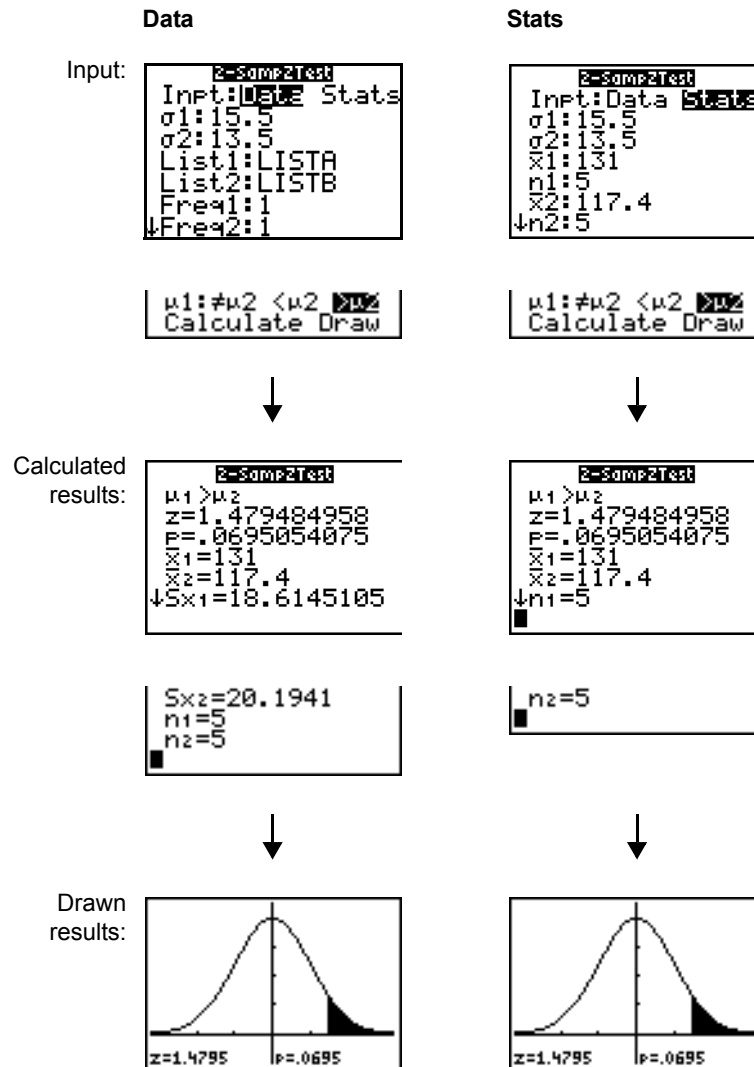 Data
Stats
Input:
2-SampZTest
Inpt:Data Stats
σ1:15.5
σ2:13.5
List1:LISTA
List2:LISTB
Freq1:1
↓Freq2:1
μ1:≠μ2 <μ2 >μ2
Calculate Draw
2-SampZTest
Inpt:Data Stats
σ1:15.5
σ2:13.5
x̄1:131
n1:5
x̄2:117.4
↓n2:5
μ1:≠μ2 <μ2 >μ2
Calculate Draw
Calculated
results:
2-SampZTest
μ1>μ2
z=1.479484958
p=.0695054075
x̄1=131
x̄2=117.4
↓Sx1=18.6145105
Sx2=20.1941
n1=5
n2=5
2-SampZTest
μ1>μ2
z=1.479484958
p=.0695054075
x̄1=131
x̄2=117.4
↓n1=5
n2=5
Drawn
results:
z=1.4795 p=.0695
z=1.4795 p=.0695